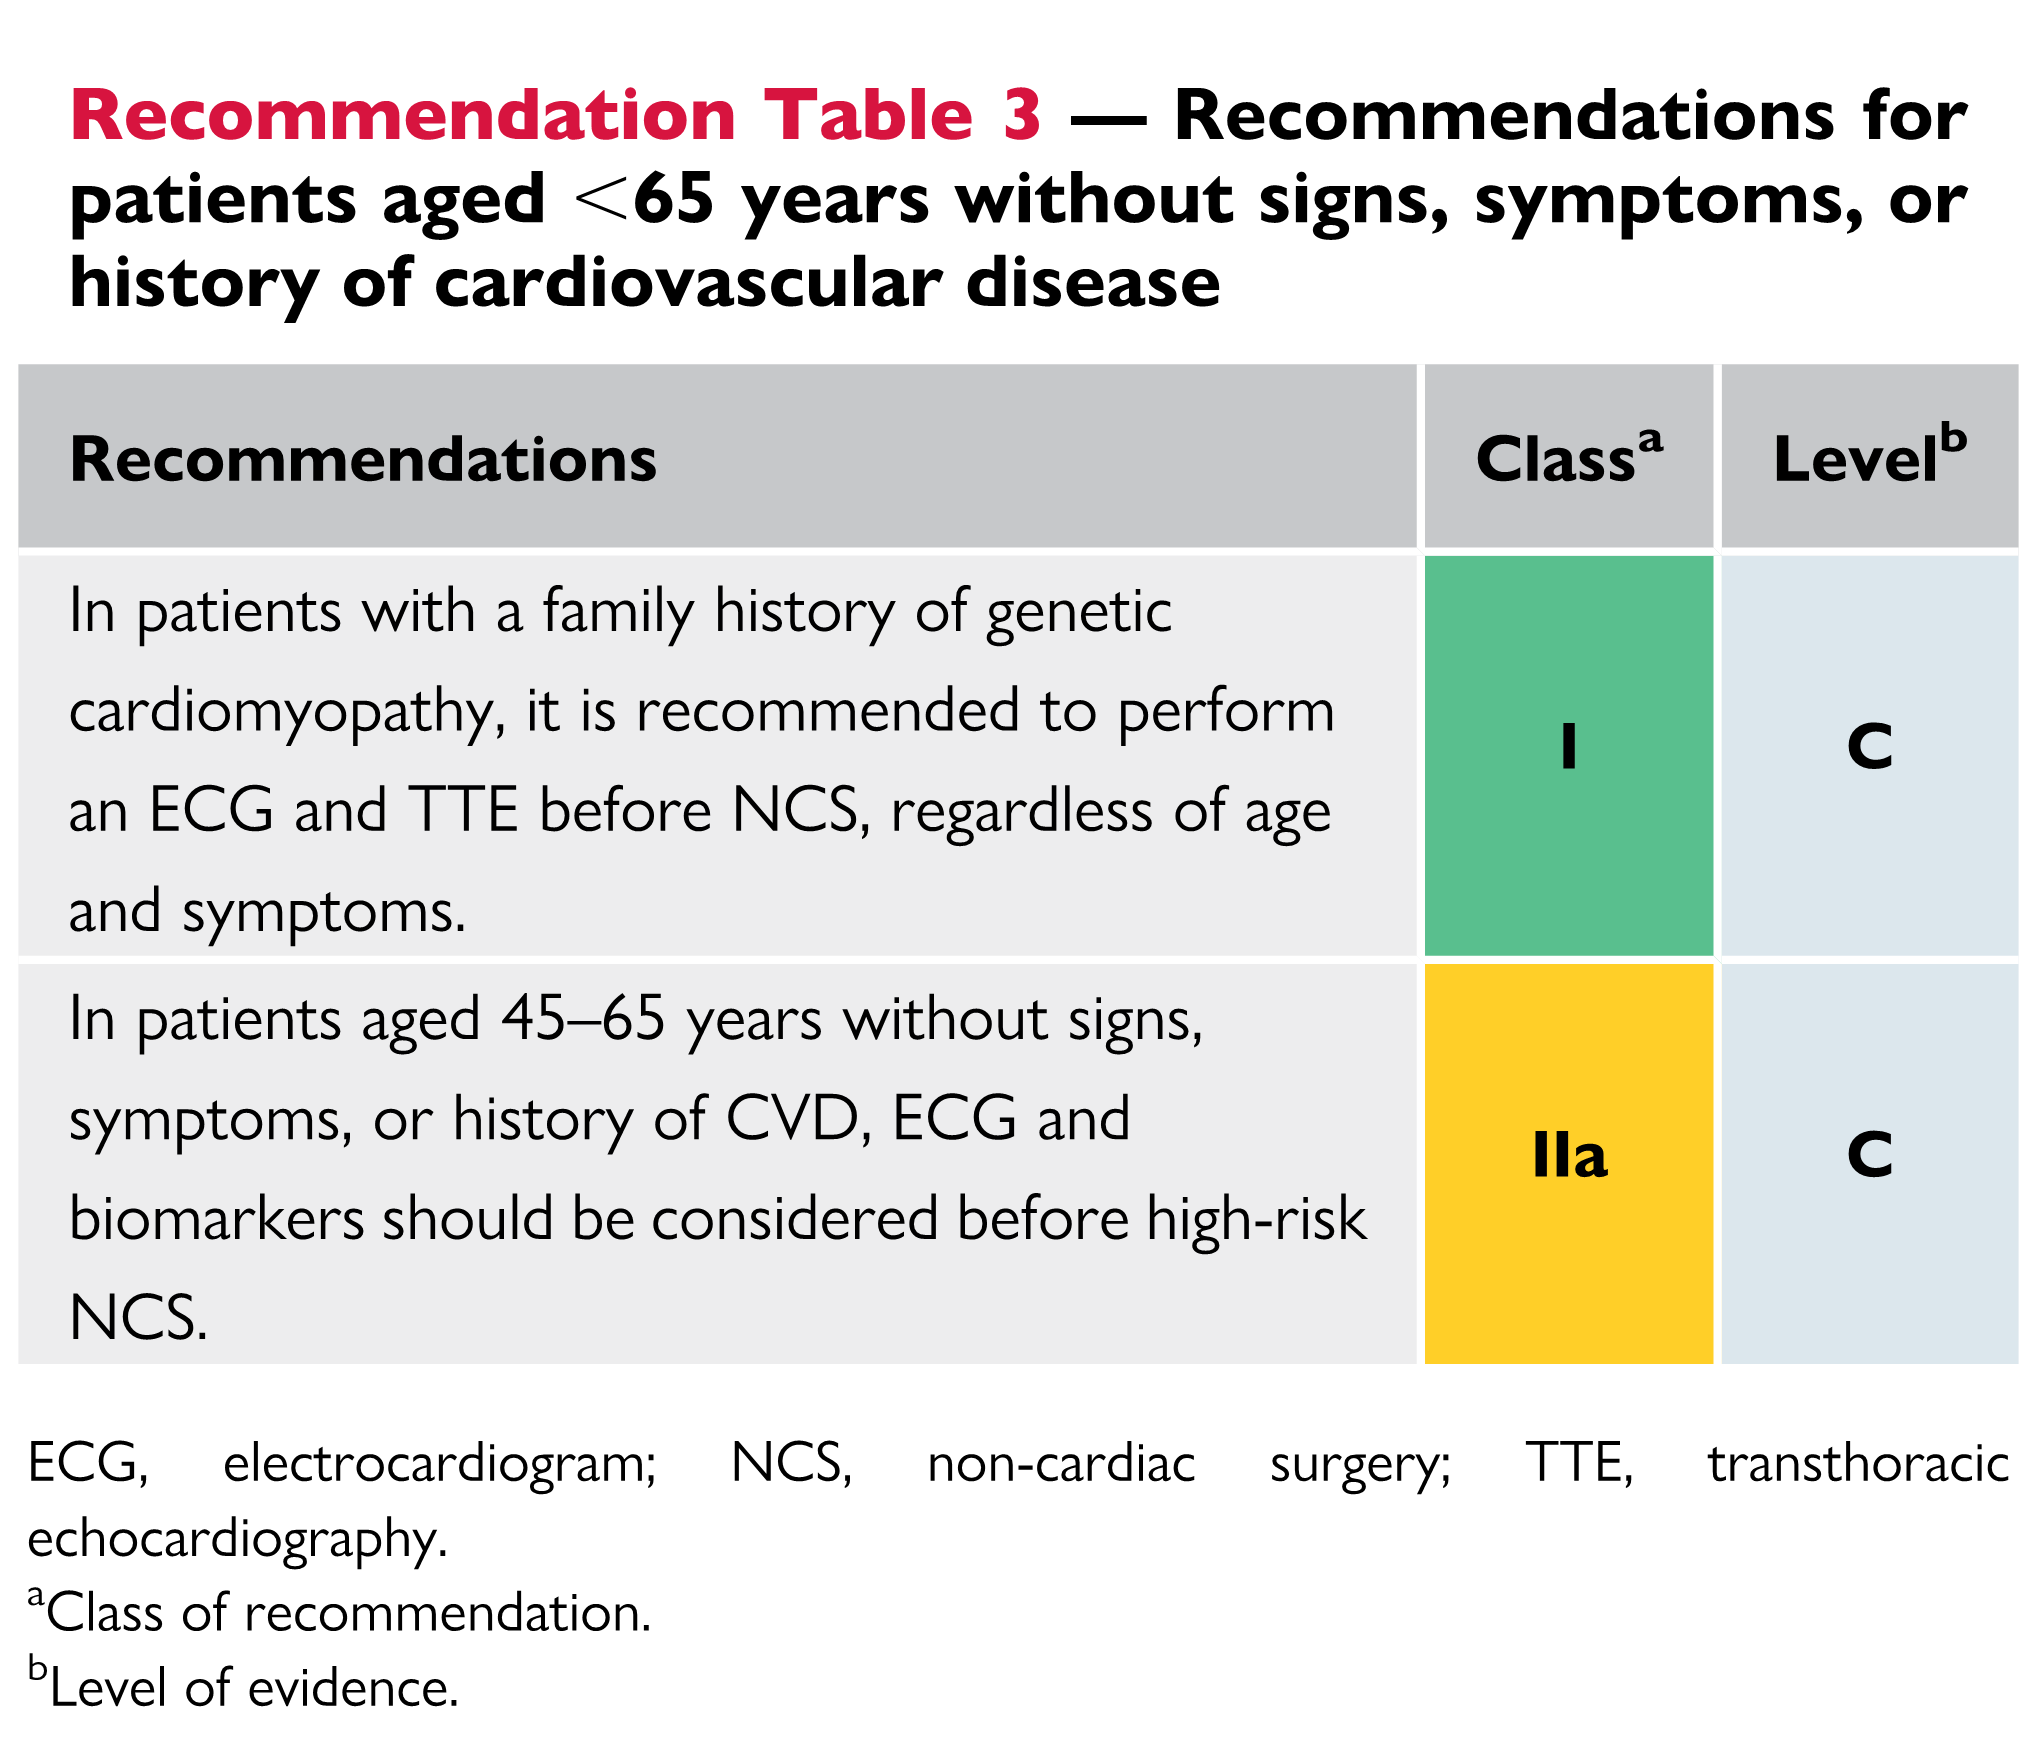 Recommendation Table 3 — Recommendations for
patients aged <65 years without signs, symptoms, or
history of cardiovascular disease
Recommendations Classᵃ Levelᵇ
In patients with a family history of genetic
cardiomyopathy, it is recommended to perform
an ECG and TTE before NCS, regardless of age
and symptoms.
I C
In patients aged 45–65 years without signs,
symptoms, or history of CVD, ECG and
biomarkers should be considered before high-risk
NCS.
IIa C
ECG, electrocardiogram; NCS, non-cardiac surgery; TTE, transthoracic
echocardiography.
ᵃClass of recommendation.
ᵇLevel of evidence.